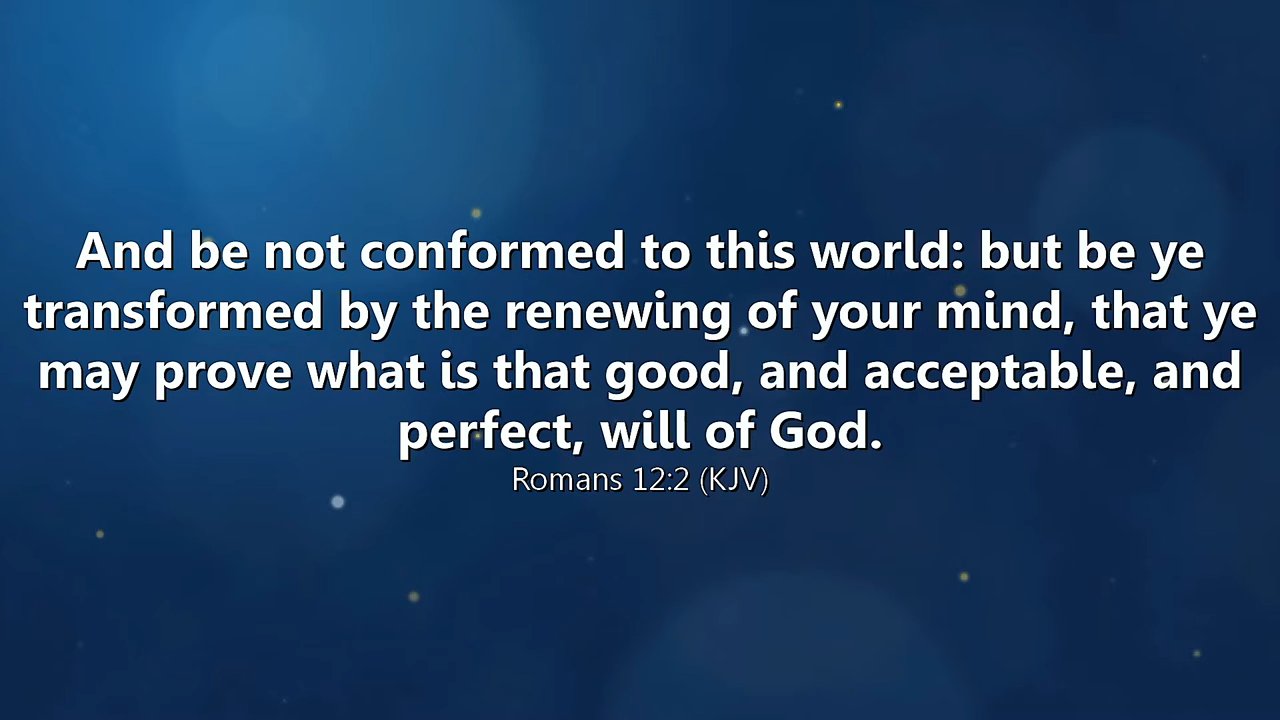 And be not conformed to this world: but be ye
transformed by the renewing of your mind, that ye
may prove what is that good, and acceptable, and
perfect, will of God.
Romans 12:2 (KJV)